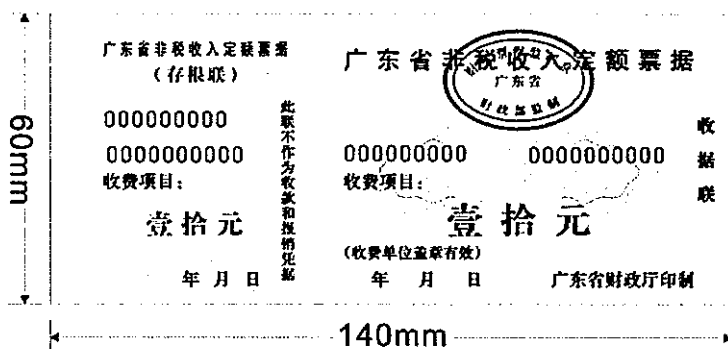 60mm
广东省非税收入定额票据
（存根联）
000000000
0000000000
收费项目：
壹拾元
年 月 日
此联不作为收款和报销凭据
广东省非税收入定额票据
广东省
财政部监制
000000000 0000000000
收费项目：
壹拾元
（收费单位盖章有效）
年 月 日 广东省财政厅印制
收据联
140mm